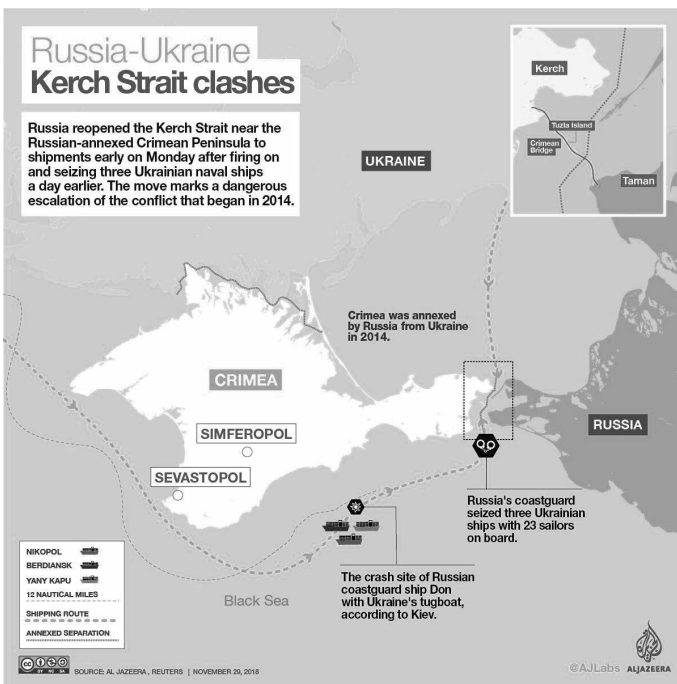 Russia-Ukraine
Kerch Strait clashes
Russia reopened the Kerch Strait near the
Russian-annexed Crimean Peninsula to
shipments early on Monday after firing on
and seizing three Ukrainian naval ships
a day earlier. The move marks a dangerous
escalation of the conflict that began in 2014.
Kerch
Tuzla Island
Crimean
Bridge
Taman
UKRAINE
Crimea was annexed
by Russia from Ukraine
in 2014.
CRIMEA
RUSSIA
SIMFEROPOL
SEVASTOPOL
Russia's coastguard
seized three Ukrainian
ships with 23 sailors
on board.
The crash site of Russian
coastguard ship Don
with Ukraine's tugboat,
according to Kiev.
Black Sea
NIKOPOL
BERDIANSK
YANY KAPU
12 NAUTICAL MILES
SHIPPING ROUTE
ANNEXED SEPARATION
CC
BY NC SA
SOURCE: AL JAZEERA, REUTERS | NOVEMBER 29, 2018
@AJLabs ALJAZEERA